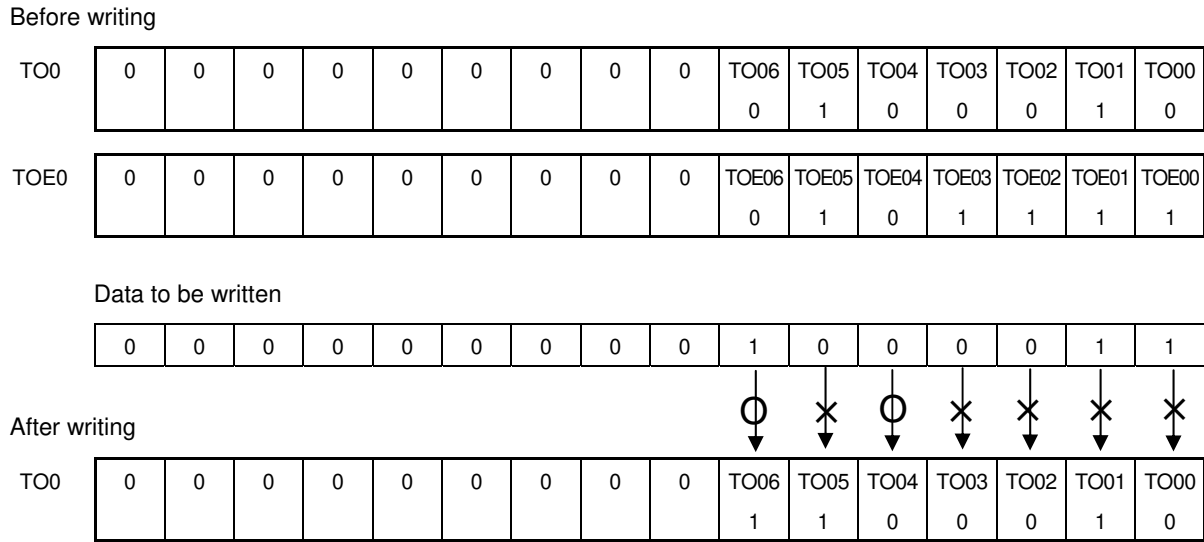 Before writing
TO0 0 0 0 0 0 0 0 0 0 TO06 TO05 TO04 TO03 TO02 TO01 TO00
0 1 0 0 0 1 0
TOE0 0 0 0 0 0 0 0 0 0 TOE06 TOE05 TOE04 TOE03 TOE02 TOE01 TOE00
0 1 0 1 1 1 1
Data to be written
0 0 0 0 0 0 0 0 0 1 0 0 0 0 1 1
O × O × × × ×
After writing
TO0 0 0 0 0 0 0 0 0 0 TO06 TO05 TO04 TO03 TO02 TO01 TO00
1 1 0 0 0 1 0